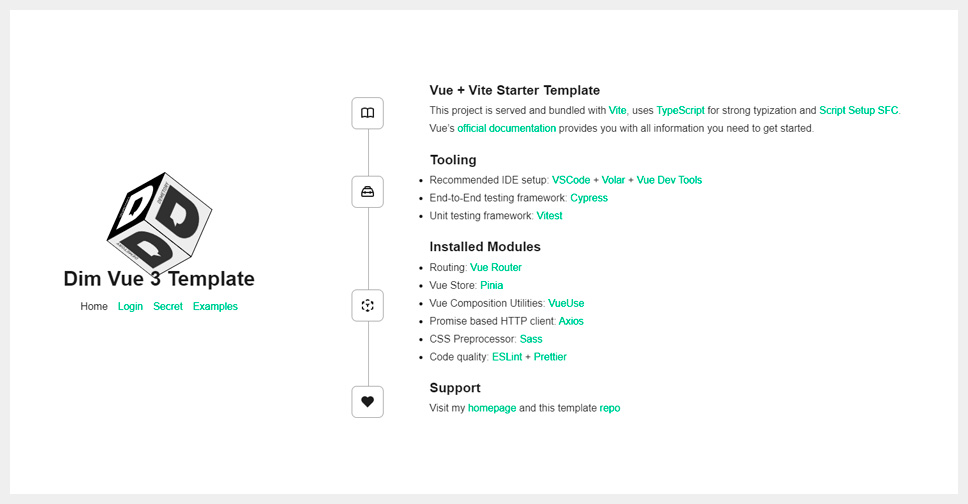 Dim Vue 3 Template
Home Login Secret Examples
Vue + Vite Starter Template
This project is served and bundled with Vite, uses TypeScript for strong typization and Script Setup SFC.
Vue's official documentation provides you with all information you need to get started.
Tooling
Recommended IDE setup: VSCode + Volar + Vue Dev Tools
End-to-End testing framework: Cypress
Unit testing framework: Vitest
Installed Modules
Routing: Vue Router
Vue Store: Pinia
Vue Composition Utilities: VueUse
Promise based HTTP client: Axios
CSS Preprocessor: Sass
Code quality: ESLint + Prettier
Support
Visit my homepage and this template repo